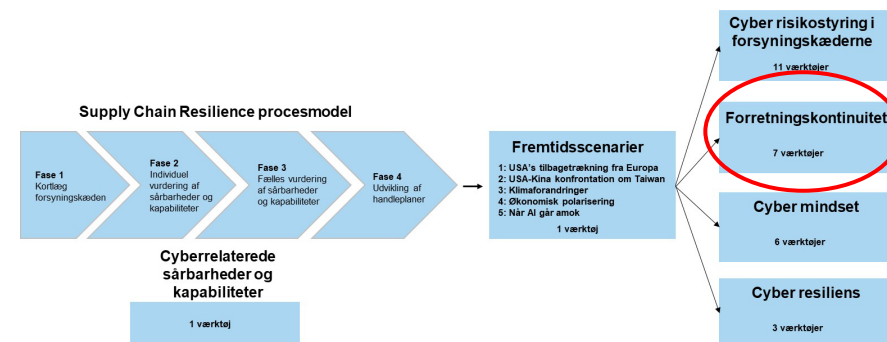 Supply Chain Resilience procesmodel
Fase 1
Kortlæg
forsyningskæden
Fase 2
Individuel
vurdering af
sårbarheder og
kapabiliteter
Fase 3
Fælles vurdering
af sårbarheder
og kapabiliteter
Fase 4
Udvikling af
handleplaner
Cyberrelaterede
sårbarheder og
kapabiliteter
1 værktøj
Fremtidsscenarier
1: USA's tilbagetrækning fra Europa
2: USA-Kina konfrontation om Taiwan
3: Klimaforandringer
4: Økonomisk polarisering
5: Når AI går amok
1 værktøj
Cyber risikostyring i
forsyningskæderne
11 værktøjer
Forretningskontinuitet
7 værktøjer
Cyber mindset
6 værktøjer
Cyber resiliens
3 værktøjer